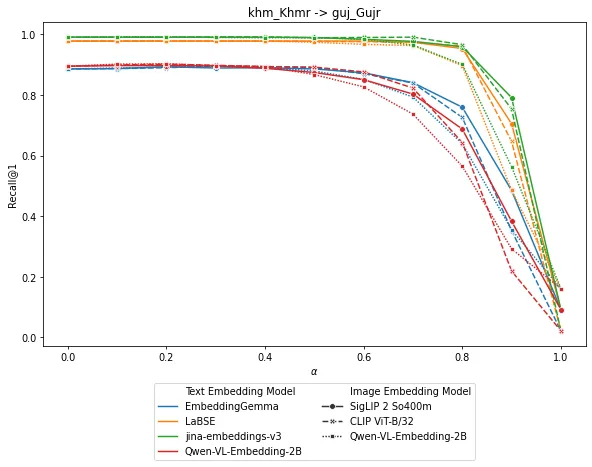 khm_Khmr -> guj_Gujr
Recall@1
1.0
0.8
0.6
0.4
0.2
0.0
0.0 0.2 0.4 0.6 0.8 1.0
α
Text Embedding Model
EmbeddingGemma
LaBSE
jina-embeddings-v3
Qwen-VL-Embedding-2B
Image Embedding Model
SigLIP 2 So400m
CLIP ViT-B/32
Qwen-VL-Embedding-2B